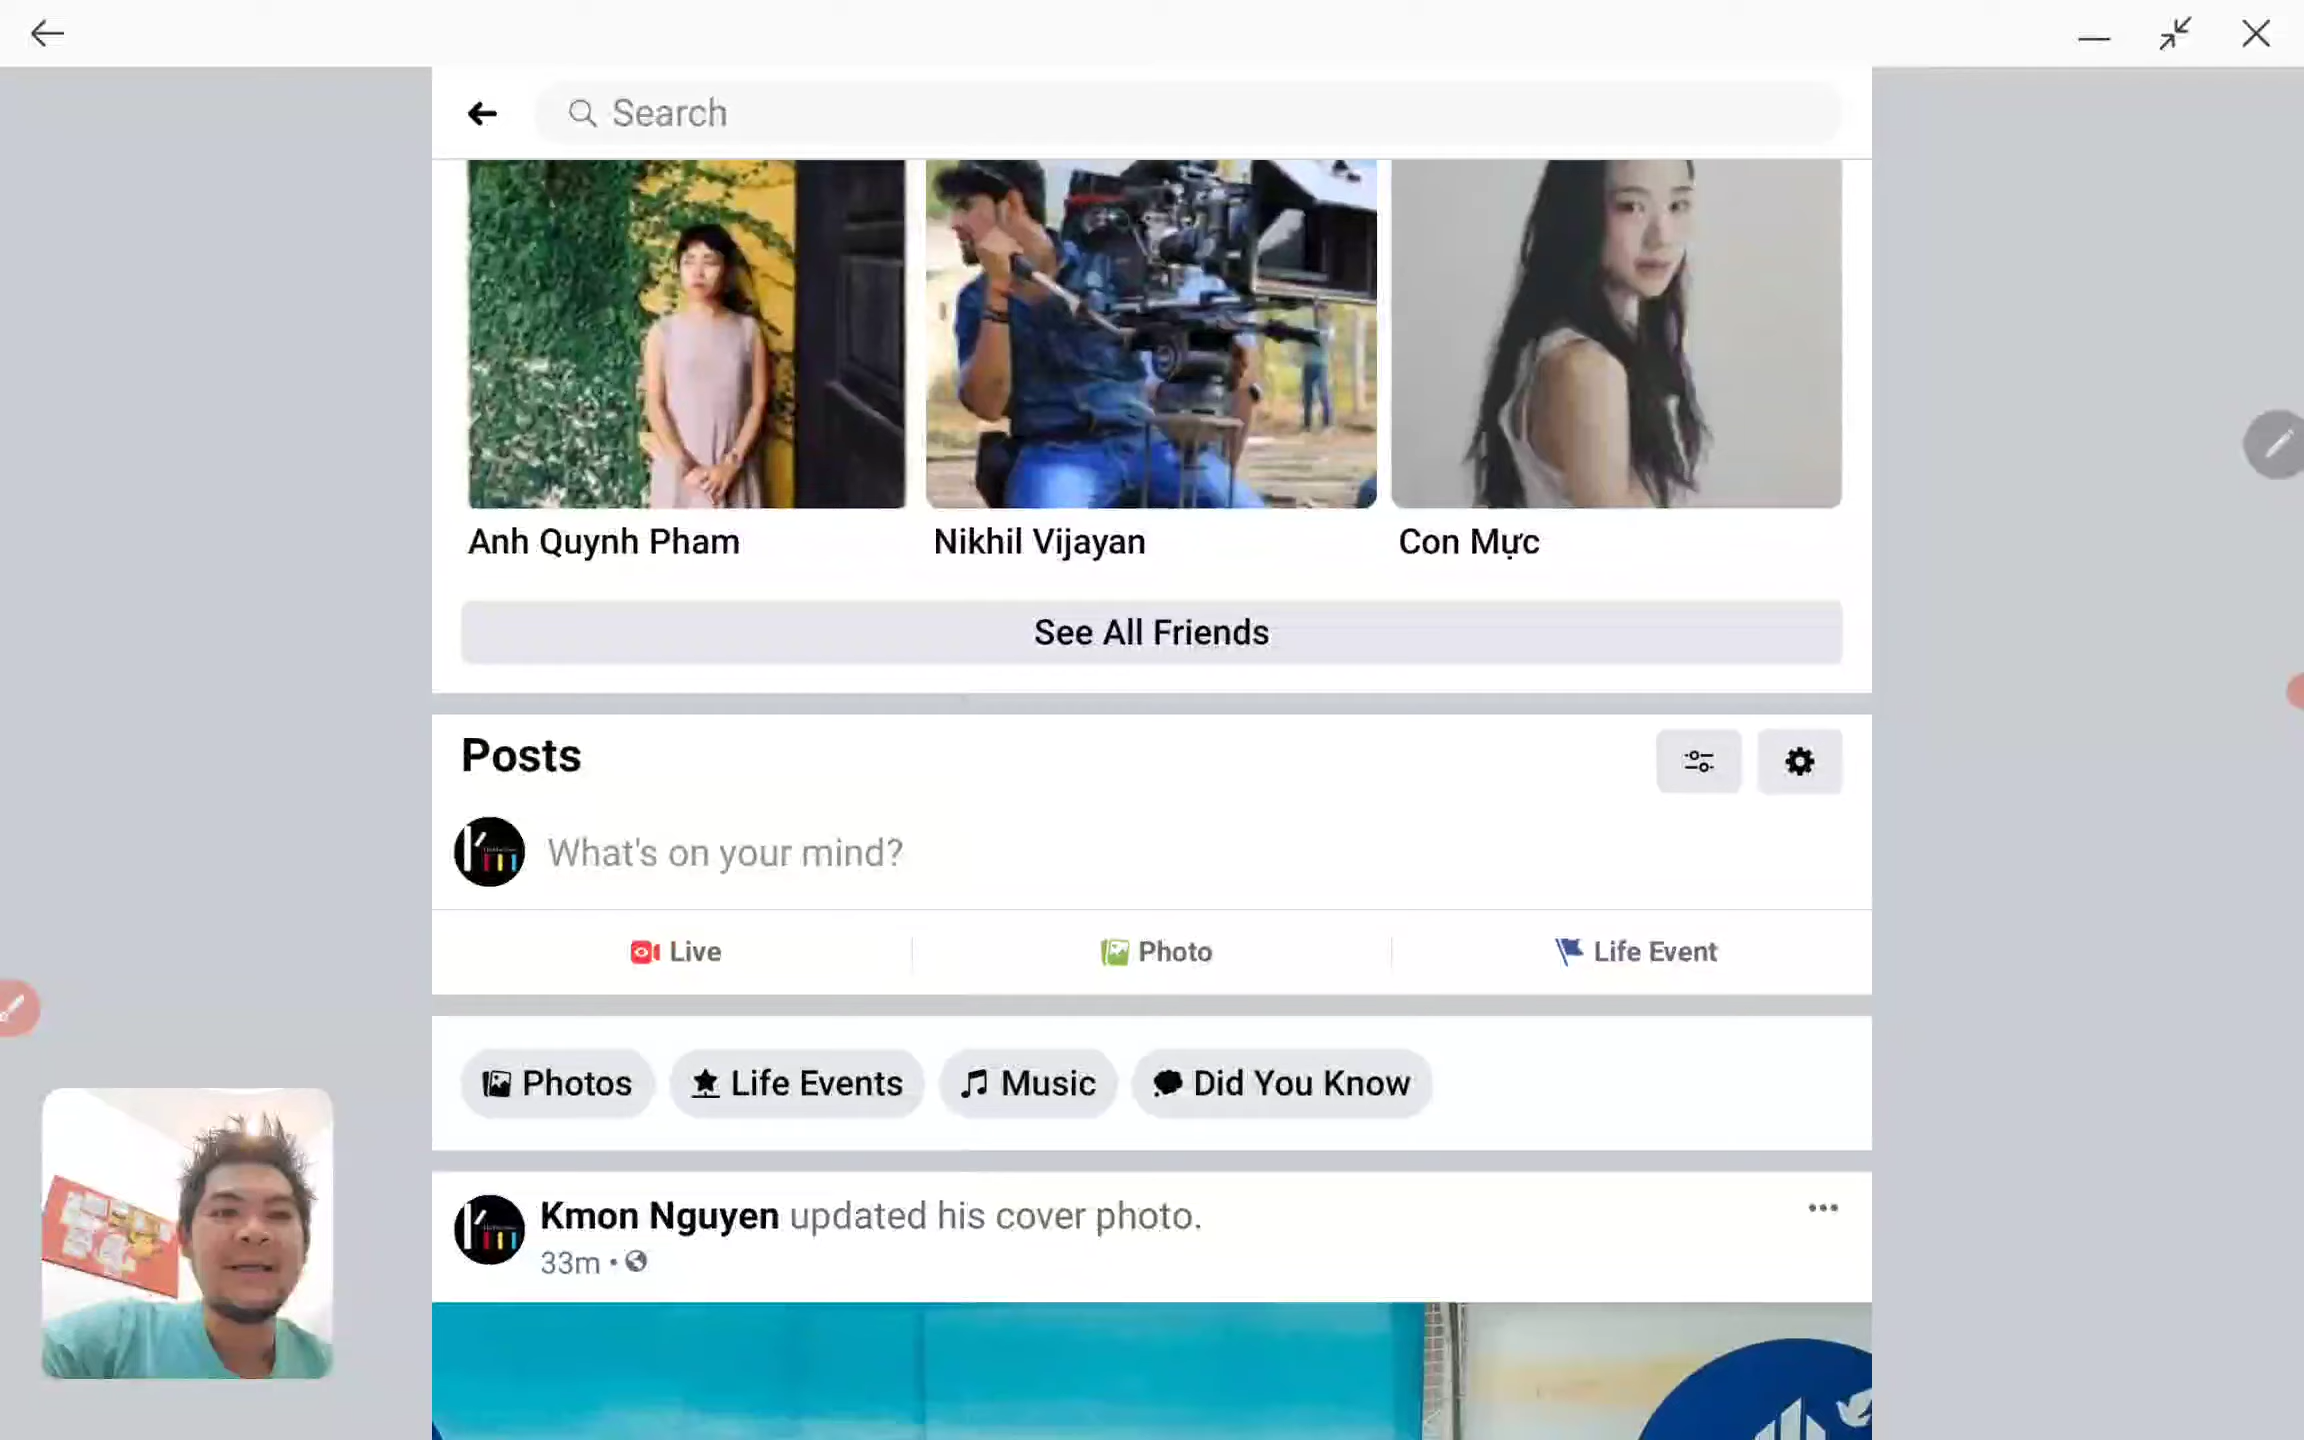 Search
Anh Quynh Pham
Nikhil Vijayan
Con Mực
See All Friends
Posts
What's on your mind?
Live
Photo
Life Event
Photos
Life Events
Music
Did You Know
Kmon Nguyen updated his cover photo.
33m •